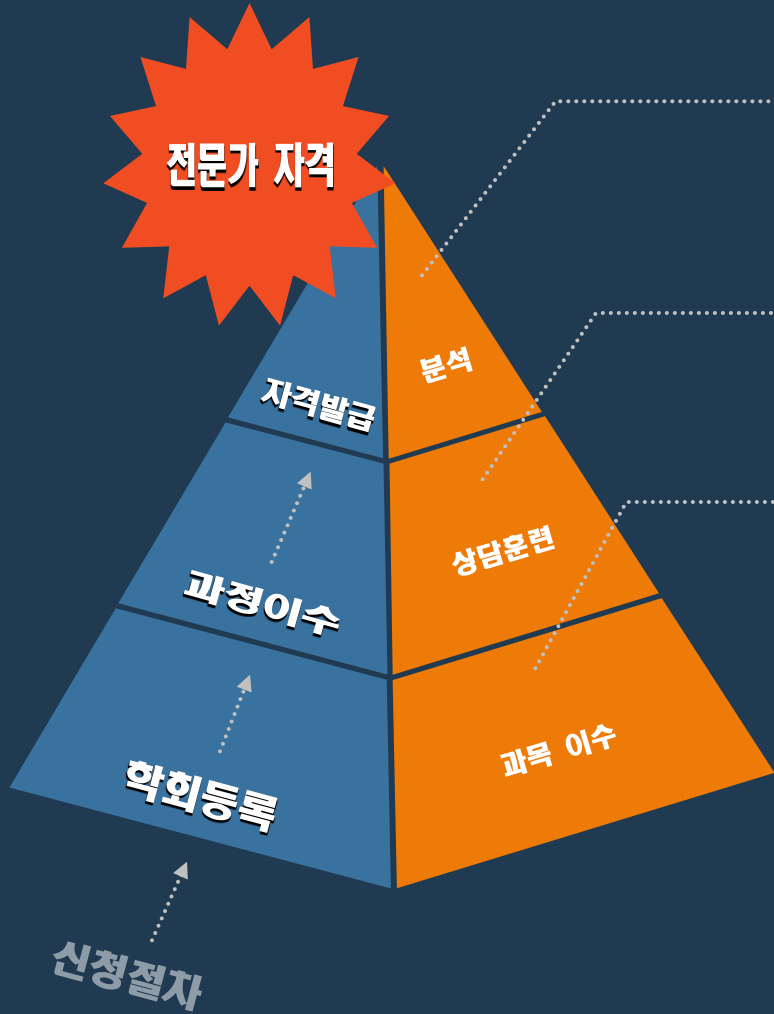 전문가 자격
분석
자격발급
상담훈련
과정이수
과목 이수
학회등록
신청절차